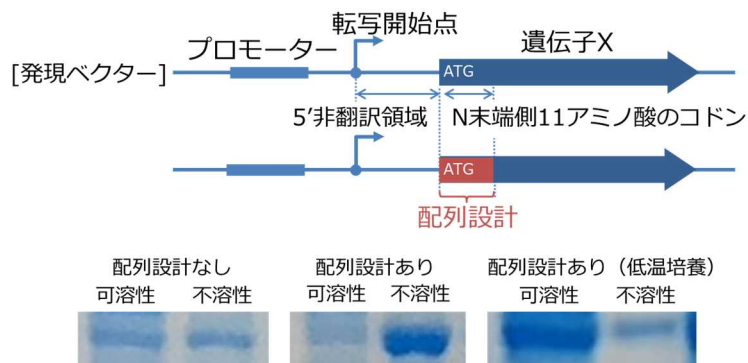 転写開始点
プロモーター
遺伝子X
[発現ベクター]
ATG
5'非翻訳領域
N末端側11アミノ酸のコドン
ATG
配列設計
配列設計なし
可溶性 不溶性
配列設計あり
可溶性 不溶性
配列設計あり（低温培養）
可溶性 不溶性